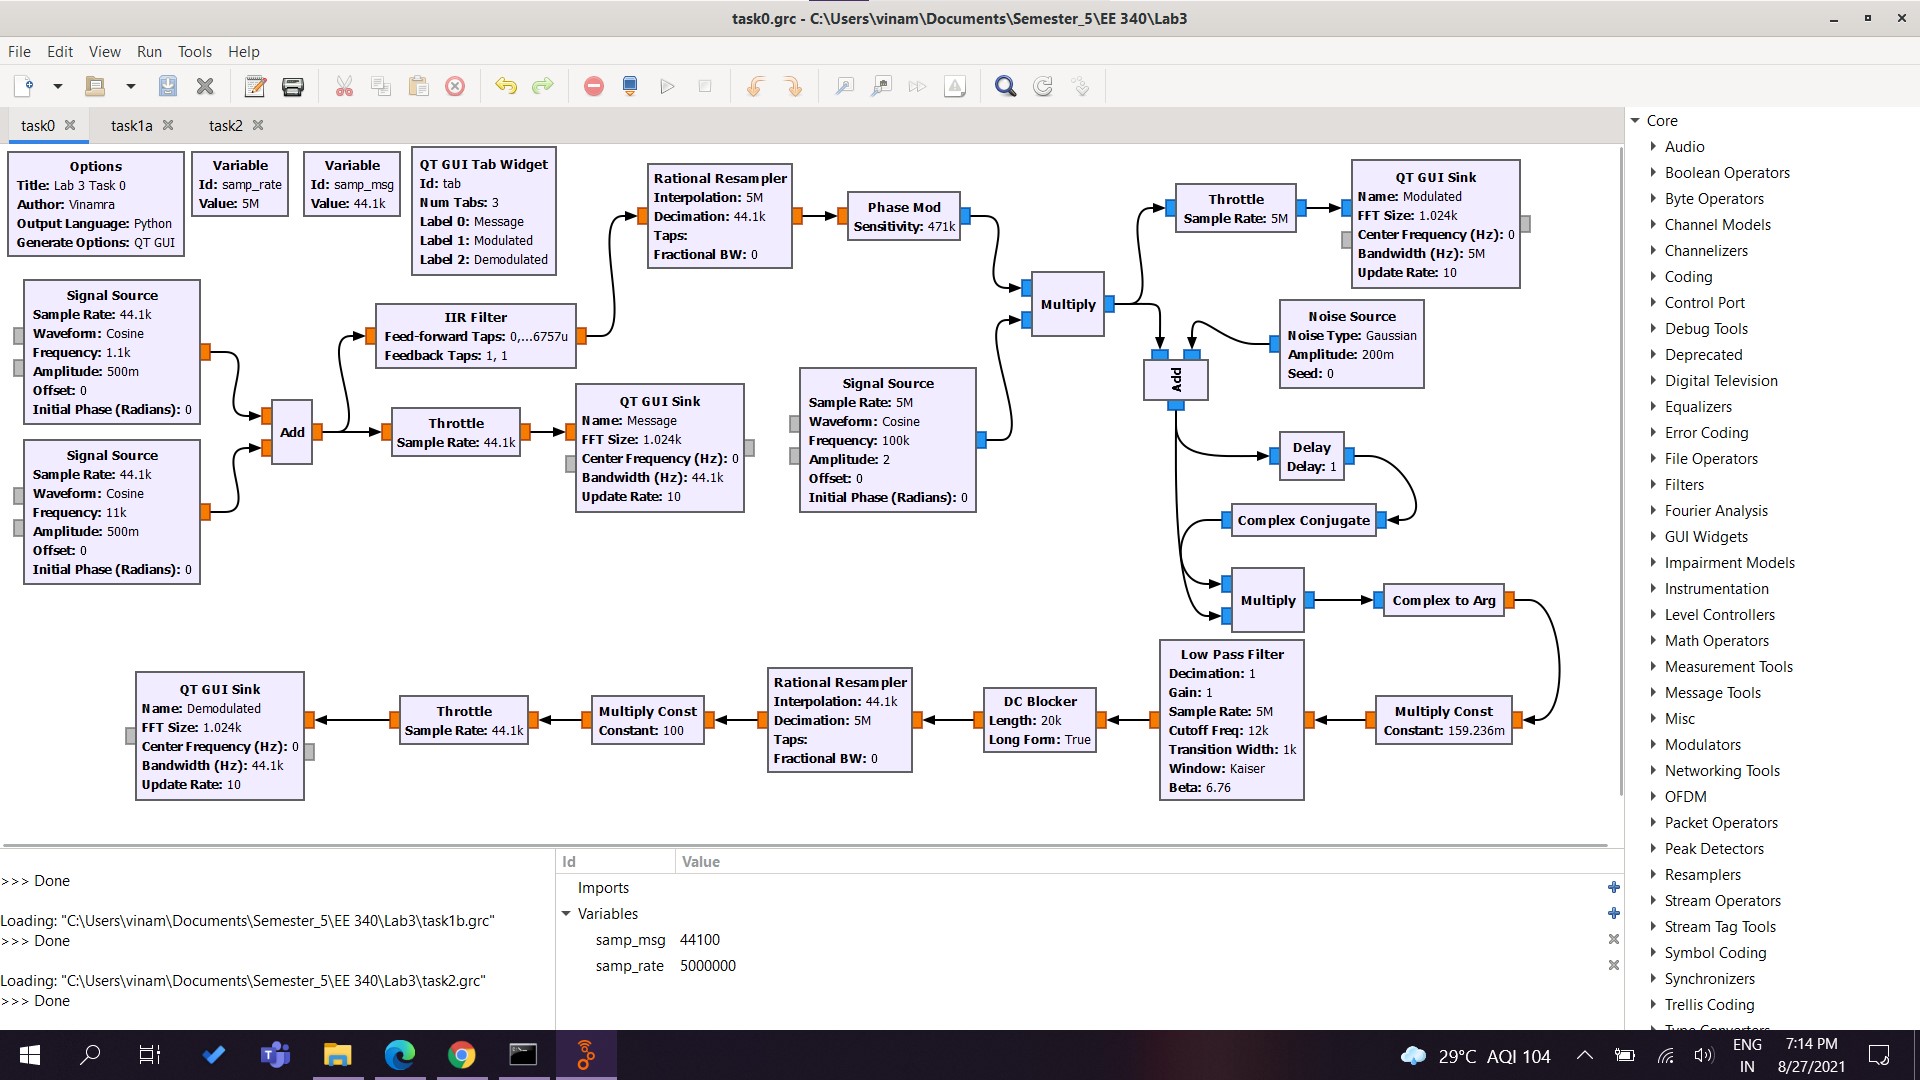 task0.grc - C:\Users\vinam\Documents\Semester_5\EE 340\Lab3
File Edit View Run Tools Help
task0
task1a
task2
Options
Title: Lab 3 Task 0
Author: Vinamra
Output Language: Python
Generate Options: QT GUI
Variable
Id: samp_rate
Value: 5M
Variable
Id: samp_msg
Value: 44.1k
QT GUI Tab Widget
Id: tab
Num Tabs: 3
Label 0: Message
Label 1: Modulated
Label 2: Demodulated
Rational Resampler
Interpolation: 5M
Decimation: 44.1k
Taps:
Fractional BW: 0
Phase Mod
Sensitivity: 471k
Throttle
Sample Rate: 5M
QT GUI Sink
Name: Modulated
FFT Size: 1.024k
Center Frequency (Hz): 0
Bandwidth (Hz): 5M
Update Rate: 10
Signal Source
Sample Rate: 44.1k
Waveform: Cosine
Frequency: 1.1k
Amplitude: 500m
Offset: 0
Initial Phase (Radians): 0
IIR Filter
Feed-forward Taps: 0,...6757u
Feedback Taps: 1, 1
Multiply
Noise Source
Noise Type: Gaussian
Amplitude: 200m
Seed: 0
Add
Signal Source
Sample Rate: 44.1k
Waveform: Cosine
Frequency: 11k
Amplitude: 500m
Offset: 0
Initial Phase (Radians): 0
Add
Throttle
Sample Rate: 44.1k
QT GUI Sink
Name: Message
FFT Size: 1.024k
Center Frequency (Hz): 0
Bandwidth (Hz): 44.1k
Update Rate: 10
Signal Source
Sample Rate: 5M
Waveform: Cosine
Frequency: 100k
Amplitude: 2
Offset: 0
Initial Phase (Radians): 0
Delay
Delay: 1
Complex Conjugate
Multiply
Complex to Arg
QT GUI Sink
Name: Demodulated
FFT Size: 1.024k
Center Frequency (Hz): 0
Bandwidth (Hz): 44.1k
Update Rate: 10
Throttle
Sample Rate: 44.1k
Multiply Const
Constant: 100
Rational Resampler
Interpolation: 44.1k
Decimation: 5M
Taps:
Fractional BW: 0
DC Blocker
Length: 20k
Long Form: True
Low Pass Filter
Decimation: 1
Gain: 1
Sample Rate: 5M
Cutoff Freq: 12k
Transition Width: 1k
Window: Kaiser
Beta: 6.76
Multiply Const
Constant: 159.236m
Core
Audio
Boolean Operators
Byte Operators
Channel Models
Channelizers
Coding
Control Port
Debug Tools
Deprecated
Digital Television
Equalizers
Error Coding
File Operators
Filters
Fourier Analysis
GUI Widgets
Impairment Models
Instrumentation
Level Controllers
Math Operators
Measurement Tools
Message Tools
Misc
Modulators
Networking Tools
OFDM
Packet Operators
Peak Detectors
Resamplers
Stream Operators
Stream Tag Tools
Symbol Coding
Synchronizers
Trellis Coding
Type Converters
>>> Done
Loading: "C:\Users\vinam\Documents\Semester_5\EE 340\Lab3\task1b.grc"
>>> Done
Loading: "C:\Users\vinam\Documents\Semester_5\EE 340\Lab3\task2.grc"
>>> Done
Id Value
Imports
Variables
samp_msg 44100
samp_rate 5000000
29°C AQI 104
ENG
IN
7:14 PM
8/27/2021